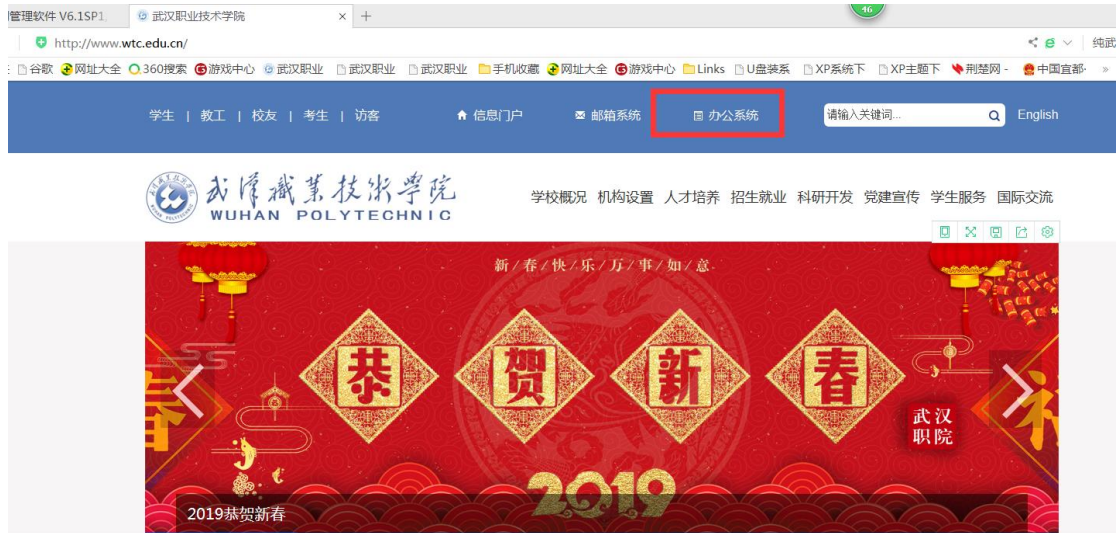 管理软件 V6.1SP1 武汉职业技术学院 × +
46
http://www.wtc.edu.cn/ 纯武
谷歌 网址大全 360搜索 游戏中心 武汉职业 武汉职业 武汉职业 手机收藏 网址大全 游戏中心 Links U盘装系 XP系统下 XP主题下 荆楚网 - 中国宜都· »
学生 | 教工 | 校友 | 考生 | 访客 信息门户 邮箱系统 办公系统 请输入关键词... English
武漢職業技術學院
WUHAN POLYTECHNIC
学校概况 机构设置 人才培养 招生就业 科研开发 党建宣传 学生服务 国际交流
新/春/快/乐/万/事/如/意
春 恭 贺 新 春
武汉
职院
2019
2019恭贺新春